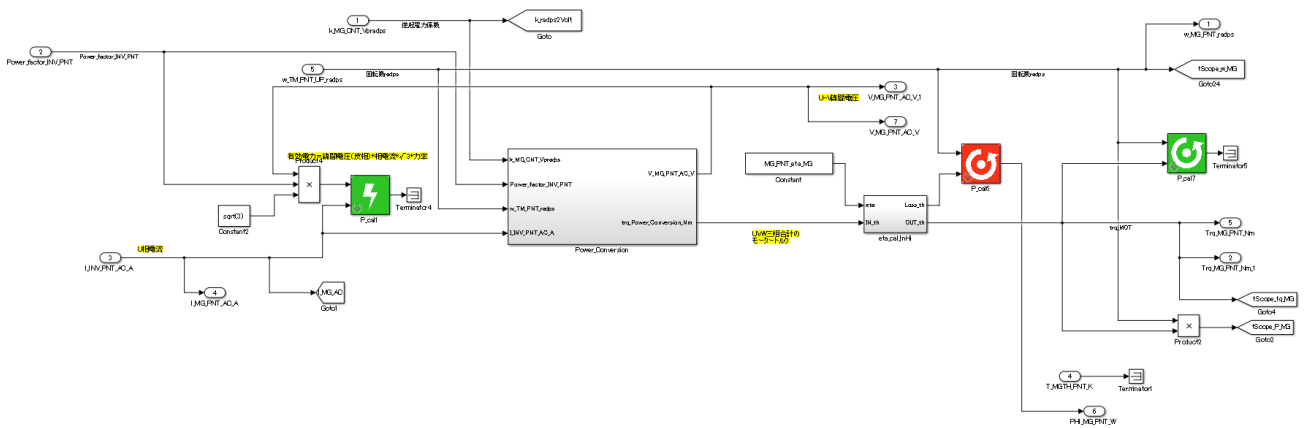 1
k_MG_CNT_Vpradps
逆起電力係数
k_radps2Volt
Goto
1
w_MG_PNT_radps
2
Power_factor_INV_PNT
Power_factor_INV_PNT
5
w_TM_PNT_UP_radps
回転数radps
回転数radps
tScope_w_MG
Goto24
U-V線間電圧
3
V_MG_PNT_AC_V_1
7
V_MG_PNT_AC_V
有効電力=線間電圧(皮相)*相電流*√3*力率
Product4
×
P_cal1
Terminator4
sqrt(3)
Constant2
k_MG_CNT_Vpradps
Power_factor_INV_PNT
w_TM_PNT_radps
I_INV_PNT_AC_A
V_MG_PNT_AC_V
trq_Power_Conversion_Nm
Power_Conversion
MG_PNT_eta_MG
Constant
eta
IN_th
Loss_th
OUT_th
eta_cal_InHi
P_cal6
P_cal7
Terminator5
UVW三相合計の
モータートルク
U相電流
3
I_INV_PNT_AC_A
4
I_MG_PNT_AC_A
I_MG_AC
Goto1
trq_MOT
5
Trq_MG_PNT_Nm
2
Trq_MG_PNT_Nm_1
tScope_tq_MG
Goto4
×
Product2
tScope_P_MG
Goto2
4
T_MGTH_PNT_K
Terminator1
6
PHI_MG_PNT_W